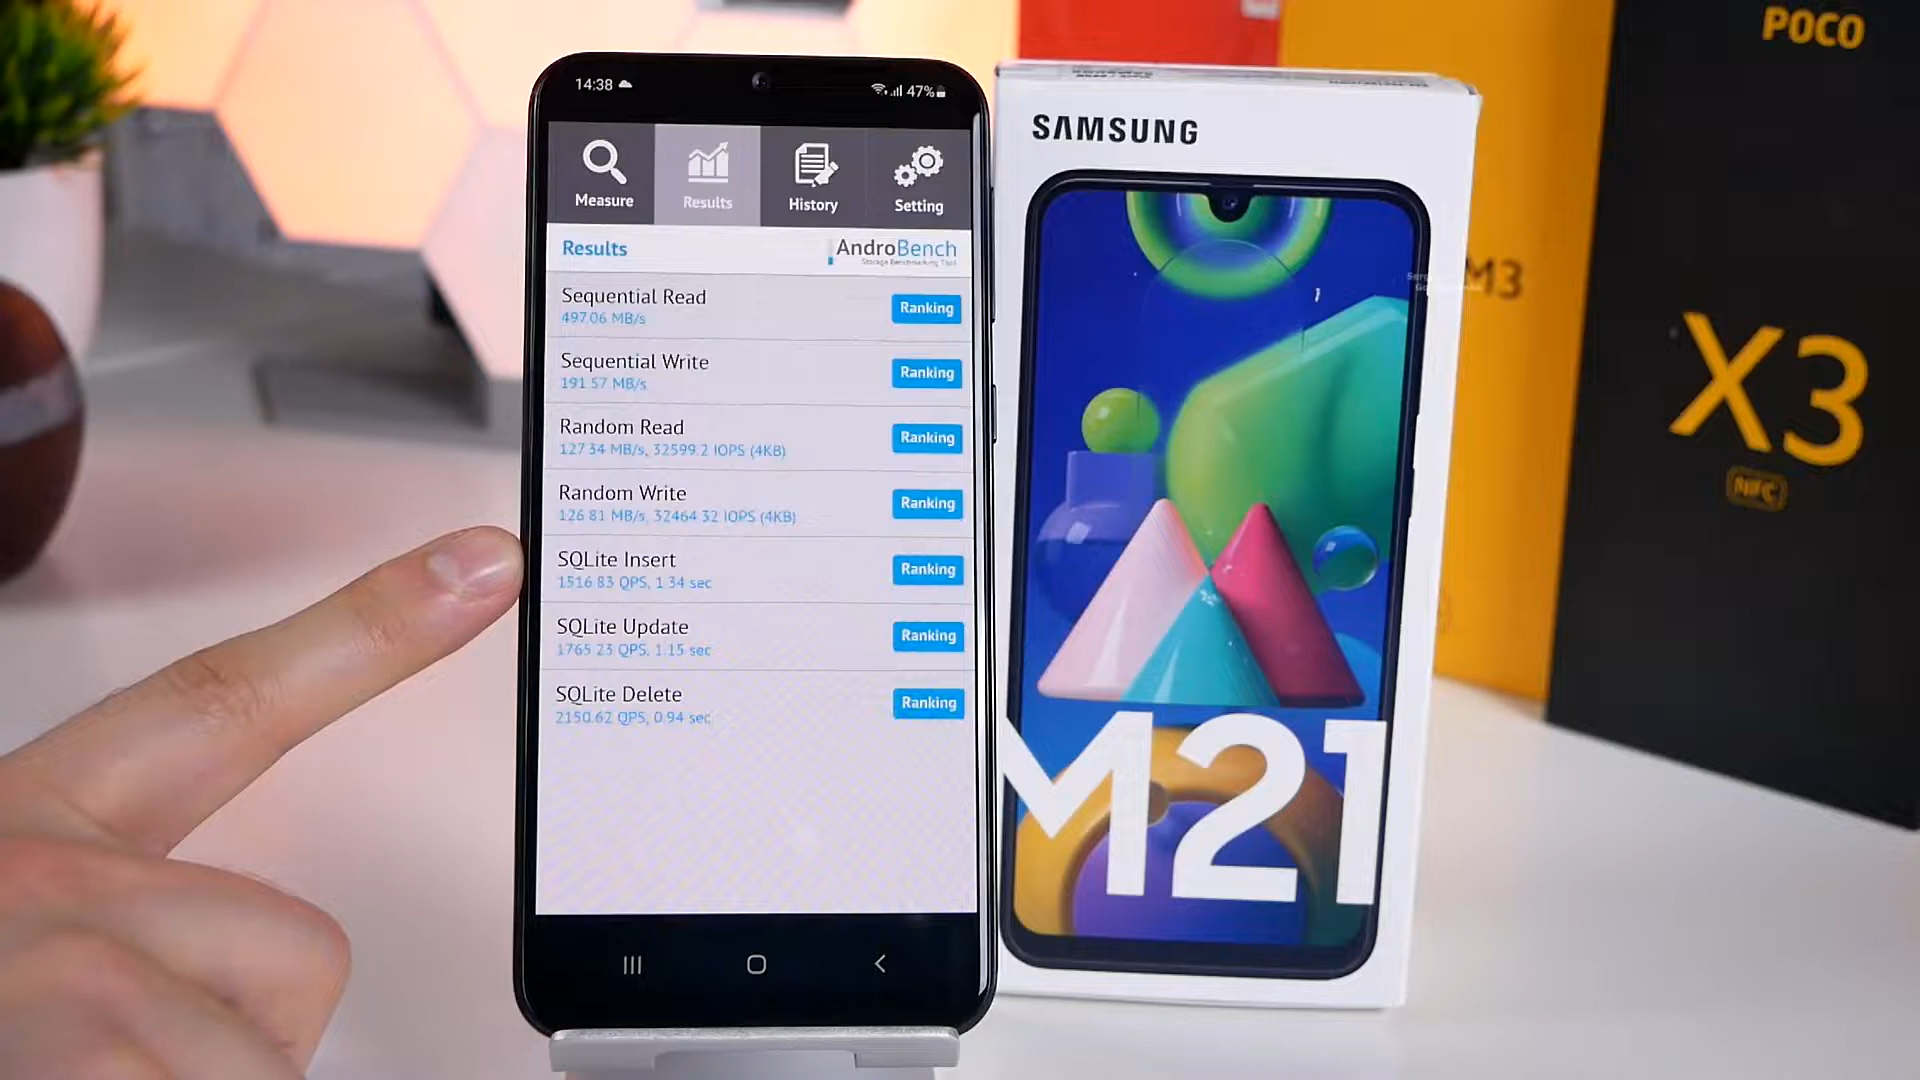 14:38
47%
Measure
Results
History
Setting
Results
AndroBench
Storage Benchmarking Tool
Sequential Read
497.06 MB/s
Ranking
Sequential Write
191.57 MB/s
Ranking
Random Read
127.34 MB/s, 32599.2 IOPS (4KB)
Ranking
Random Write
126.81 MB/s, 32464.32 IOPS (4KB)
Ranking
SQLite Insert
1516.83 QPS, 1.34 sec
Ranking
SQLite Update
1765.23 QPS, 1.15 sec
Ranking
SQLite Delete
2150.62 QPS, 0.94 sec
Ranking
SAMSUNG
M21
M3
POCO
X3
NFC